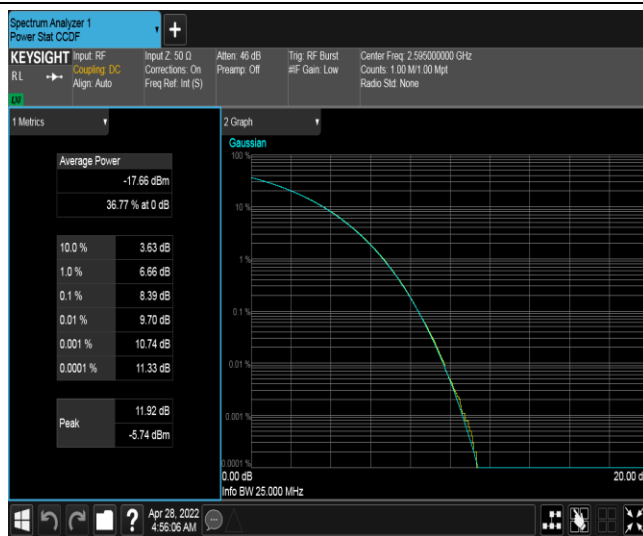 Spectrum Analyzer 1
Power Stat CCDF
+
KEYSIGHT
RL
LXI
Input: RF
Coupling: DC
Align: Auto
Input Z: 50 Ω
Corrections: On
Freq Ref: Int (S)
Atten: 46 dB
Preamp: Off
Trig: RF Burst
#IF Gain: Low
Center Freq: 2.595000000 GHz
Counts: 1.00 M/1.00 Mpt
Radio Std: None
1 Metrics
Average Power
-17.66 dBm
36.77 % at 0 dB
10.0 % 3.63 dB
1.0 % 6.66 dB
0.1 % 8.39 dB
0.01 % 9.70 dB
0.001 % 10.74 dB
0.0001 % 11.33 dB
Peak
11.92 dB
-5.74 dBm
2 Graph
Gaussian
100 %
10 %
1 %
0.1 %
0.01 %
0.001 %
0.0001 %
0.00 dB
20.00 d
Info BW 25.000 MHz
?
Apr 28, 2022
4:56:06 AM